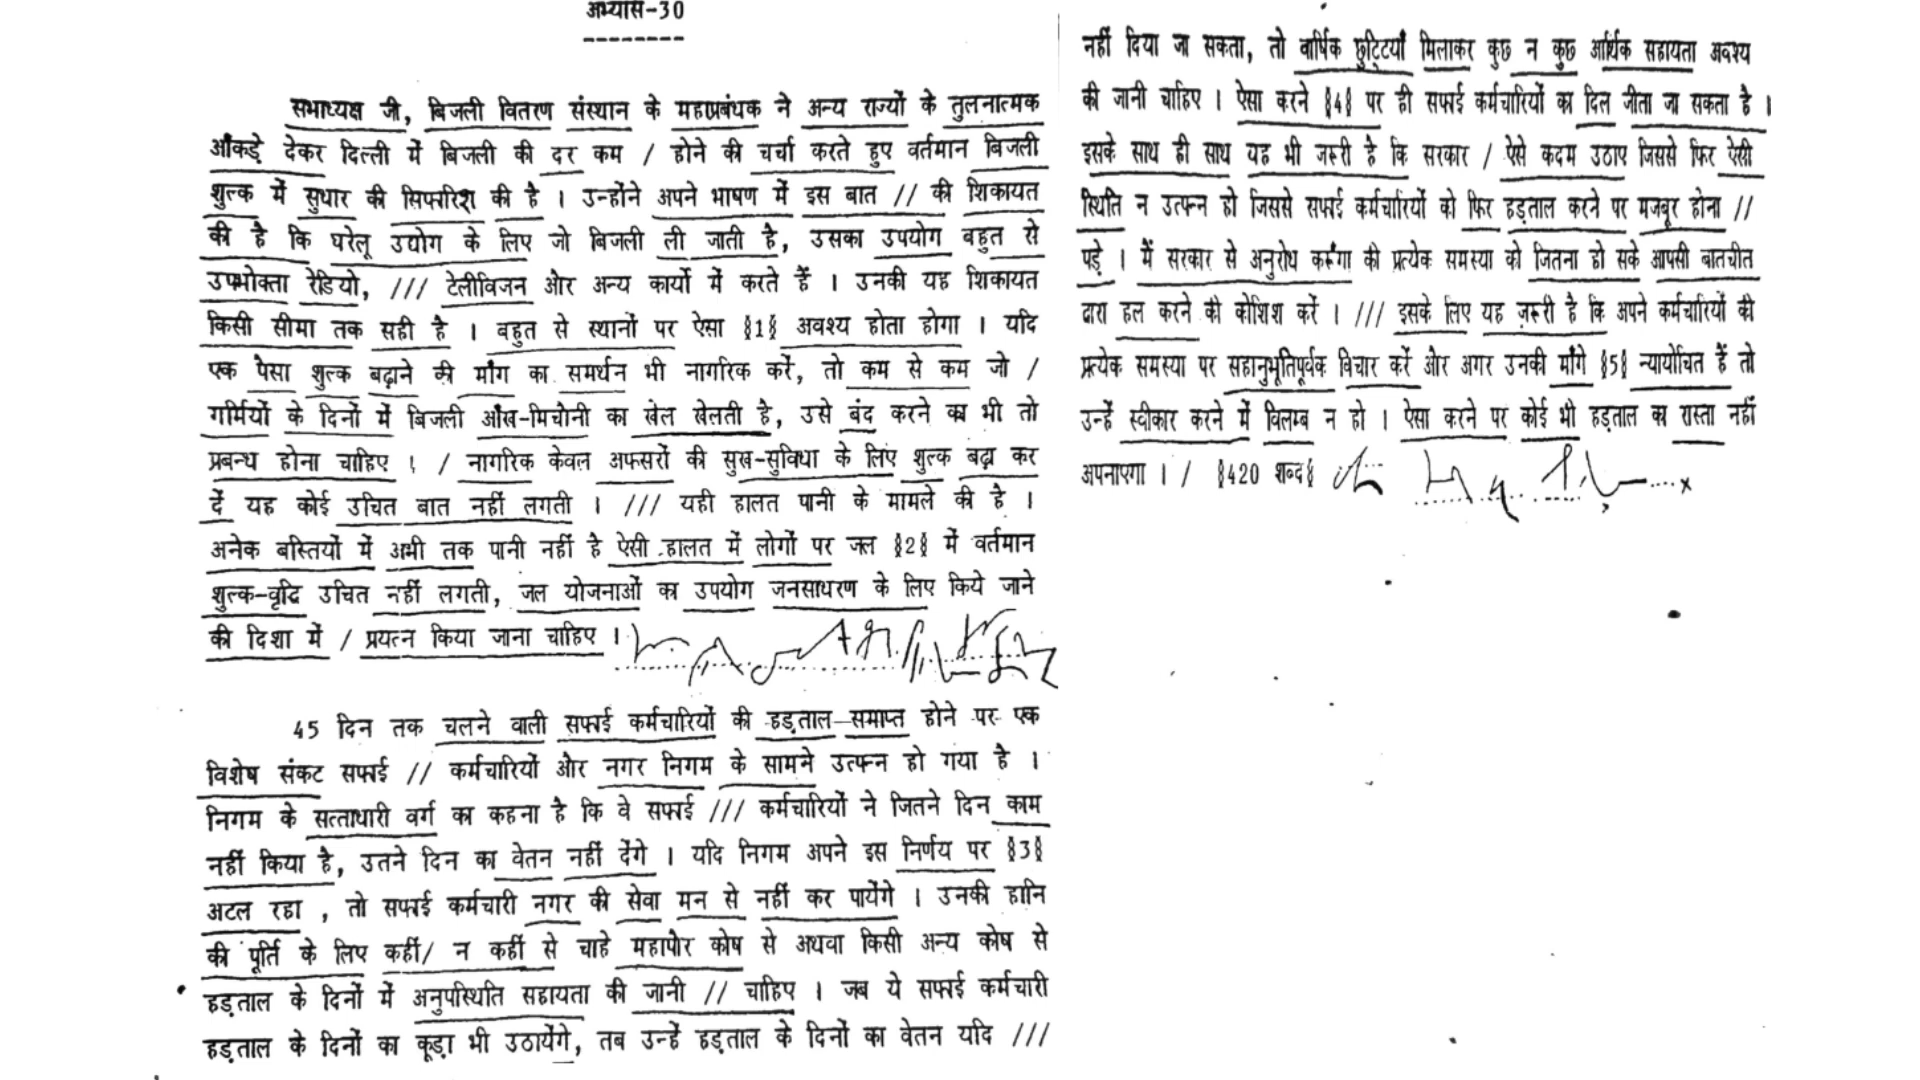 अभ्यास-30
सभाध्यक्ष जी, बिजली वितरण संस्थान के महाप्रबंधक ने अन्य राज्यों के तुलनात्मक
आँकड़े देकर दिल्ली में बिजली की दर कम / होने की चर्चा करते हुए वर्तमान बिजली
शुल्क में सुधार की सिफारिश की है । उन्होंने अपने भाषण में इस बात // की शिकायत
की है कि घरेलू उद्योग के लिए जो बिजली ली जाती है, उसका उपयोग बहुत से
उपभोक्ता रेडियो, /// टेलीविजन और अन्य कार्यो में करते हैं । उनकी यह शिकायत
किसी सीमा तक सही है । बहुत से स्थानों पर ऐसा §1§ अवश्य होता होगा । यदि
एक पैसा शुल्क बढ़ाने की माँग का समर्थन भी नागरिक करें, तो कम से कम जो /
गर्मियों के दिनों में बिजली आँख-मिचौनी का खेल खेलती है, उसे बंद करने का भी तो
प्रबन्ध होना चाहिए । / नागरिक केवल अफसरों की सुख-सुविधा के लिए शुल्क बढ़ा कर
दें यह कोई उचित बात नहीं लगती । /// यही हालत पानी के मामले की है ।
अनेक बस्तियों में अभी तक पानी नहीं है ऐसी हालत में लोगों पर जल §2§ में वर्तमान
शुल्क-वृद्धि उचित नहीं लगती, जल योजनाओं का उपयोग जनसाधरण के लिए किये जाने
की दिशा में / प्रयत्न किया जाना चाहिए ।
45 दिन तक चलने वाली सफाई कर्मचारियों की हड़ताल समाप्त होने पर एक
विशेष संकट सफाई // कर्मचारियों और नगर निगम के सामने उत्पन्न हो गया है ।
निगम के सत्ताधारी वर्ग का कहना है कि वे सफाई /// कर्मचारियों ने जितने दिन काम
नहीं किया है, उतने दिन का वेतन नहीं देंगे । यदि निगम अपने इस निर्णय पर §3§
अटल रहा , तो सफाई कर्मचारी नगर की सेवा मन से नहीं कर पायेंगे । उनकी हानि
की पूर्ति के लिए कहीं/ न कहीं से चाहे महापौर कोष से अथवा किसी अन्य कोष से
हड़ताल के दिनों में अनुपस्थिति सहायता की जानी // चाहिए । जब ये सफाई कर्मचारी
हड़ताल के दिनों का कूड़ा भी उठायेंगे, तब उन्हें हड़ताल के दिनों का वेतन यदि ///
नहीं दिया जा सकता, तो वार्षिक छुट्टियाँ मिलाकर कुछ न कुछ आर्थिक सहायता अवश्य
की जानी चाहिए । ऐसा करने §4§ पर ही सफाई कर्मचारियों का दिल जीता जा सकता है ।
इसके साथ ही साथ यह भी जरूरी है कि सरकार / ऐसे कदम उठाए जिससे फिर ऐसी
स्थिति न उत्पन्न हो जिससे सफाई कर्मचारियों को फिर हड़ताल करने पर मजबूर होना //
पड़े । मैं सरकार से अनुरोध करूँगा की प्रत्येक समस्या को जितना हो सके आपसी बातचीत
द्वारा हल करने की कोशिश करें । /// इसके लिए यह ज़रूरी है कि अपने कर्मचारियों की
प्रत्येक समस्या पर सहानुभूतिपूर्वक विचार करें और अगर उनकी माँगे §5§ न्यायोचित हैं तो
उन्हें स्वीकार करने में विलम्ब न हो । ऐसा करने पर कोई भी हड़ताल का रास्ता नहीं
अपनाएगा । / §420 शब्द§